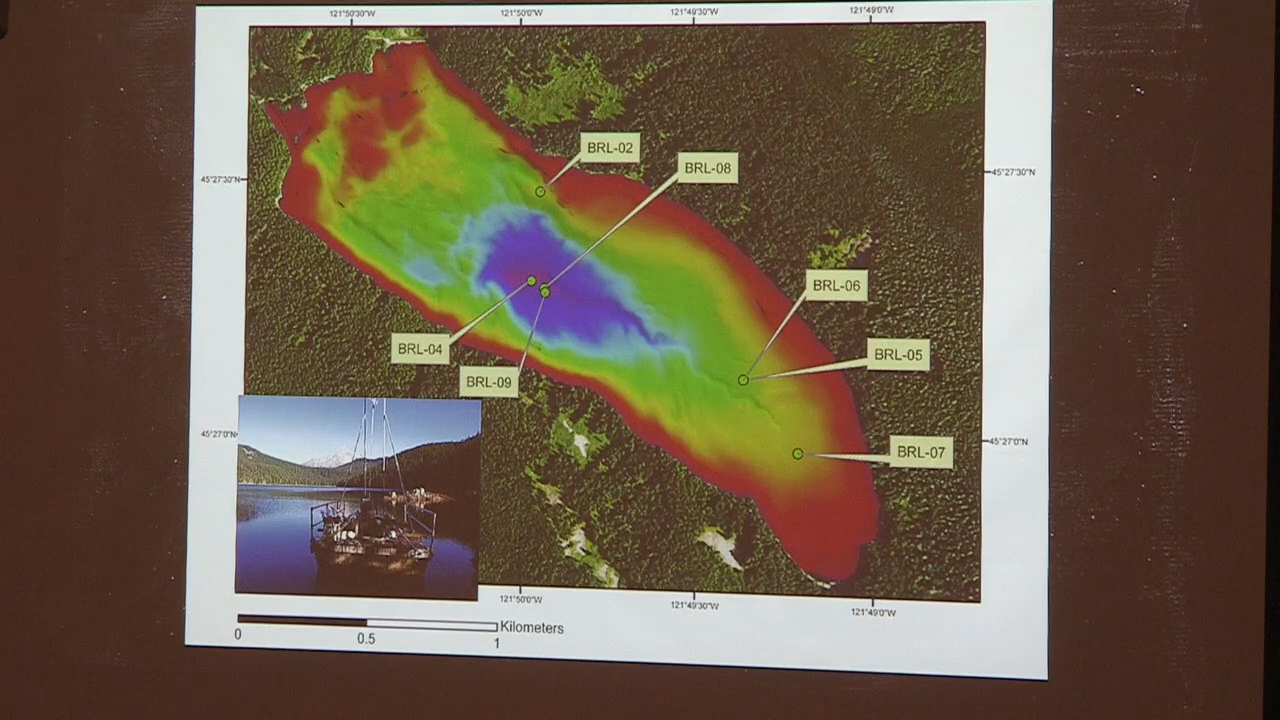 121°50'30"W
121°50'0"W
121°49'30"W
121°49'0"W
BRL-02
BRL-08
45°27'30"N
45°27'30"N
BRL-06
BRL-04
BRL-05
BRL-09
45°27'0"N
45°27'0"N
BRL-07
121°50'0"W
121°49'30"W
121°49'0"W
Kilometers
0
0.5
1